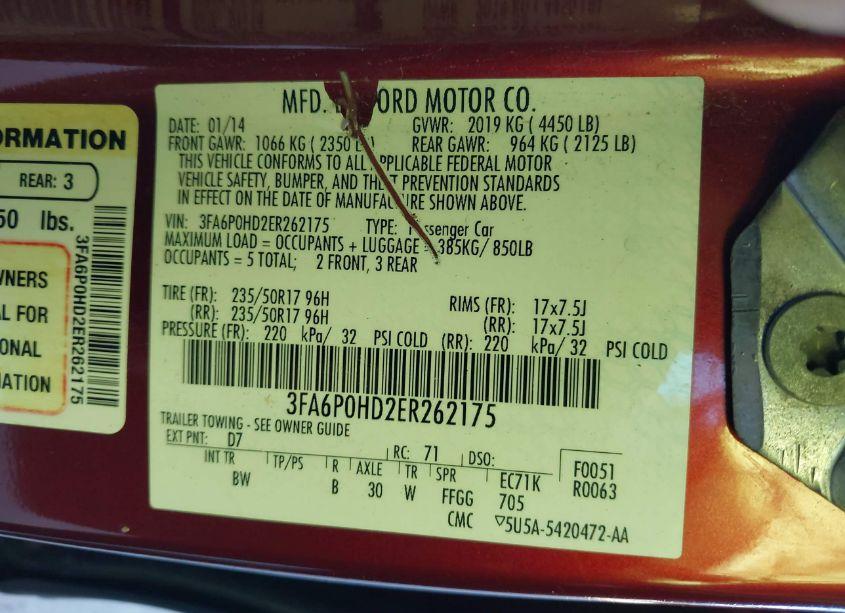 ORMATION
REAR: 3
50 lbs.
WNERS
AL FOR
ONAL
MATION
3FA6P0HD2ER262175
MFD. ORD MOTOR CO.
DATE: 01/14 GVWR: 2019 KG ( 4450 LB)
FRONT GAWR: 1066 KG ( 2350 L ) REAR GAWR: 964 KG ( 2125 LB)
THIS VEHICLE CONFORMS TO ALL APPLICABLE FEDERAL MOTOR
VEHICLE SAFETY, BUMPER, AND THEFT PREVENTION STANDARDS
IN EFFECT ON THE DATE OF MANUFACTURE SHOWN ABOVE.
VIN: 3FA6P0HD2ER262175 TYPE: Passenger Car
MAXIMUM LOAD = OCCUPANTS + LUGGAGE = 385KG/ 850LB
OCCUPANTS = 5 TOTAL; 2 FRONT, 3 REAR
TIRE (FR): 235/50R17 96H RIMS (FR): 17x7.5J
(RR): 235/50R17 96H (RR): 17x7.5J
PRESSURE (FR): 220 kPa/ 32 PSI COLD (RR): 220 kPa/ 32 PSI COLD
3FA6P0HD2ER262175
TRAILER TOWING - SEE OWNER GUIDE
EXT PNT: D7 RC: 71 DSO: F0051
INT TR TP/PS R AXLE TR SPR EC71K R0063
BW B 30 W FFGG 705
CMC ▽5U5A-5420472-AA